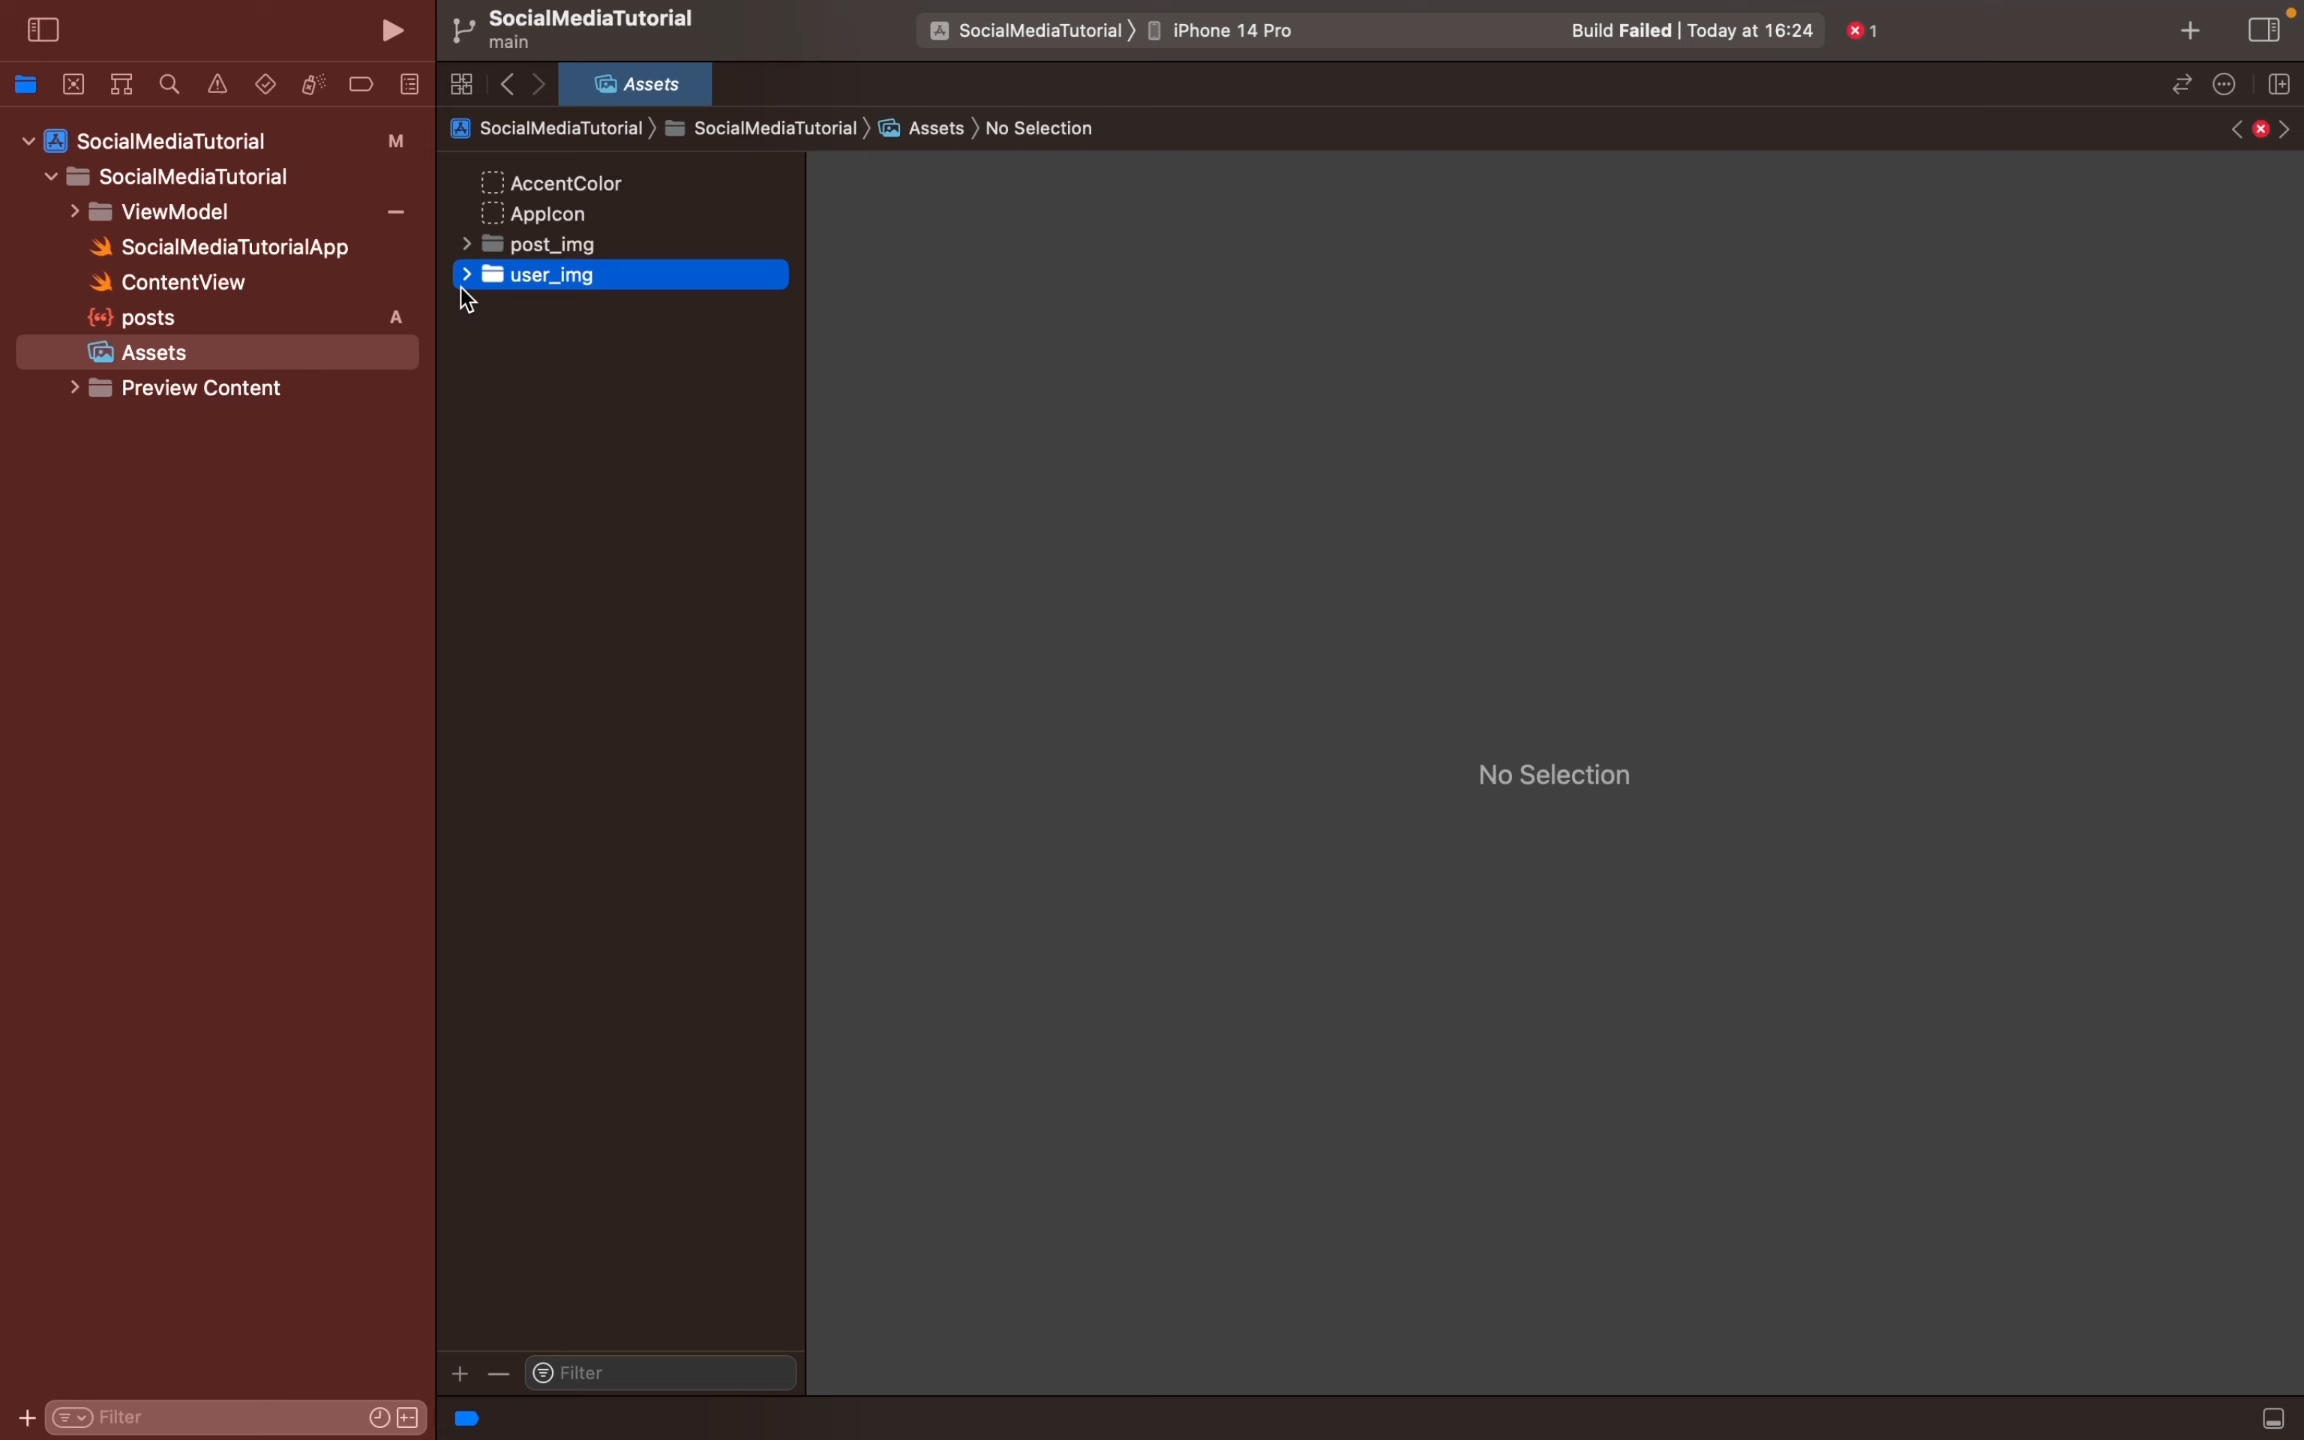 SocialMediaTutorial
main
SocialMediaTutorial
iPhone 14 Pro
Build Failed | Today at 16:24
1
Assets
SocialMediaTutorial
M
SocialMediaTutorial
ViewModel
SocialMediaTutorialApp
ContentView
posts
A
Assets
Preview Content
SocialMediaTutorial
SocialMediaTutorial
Assets
No Selection
AccentColor
AppIcon
post_img
user_img
No Selection
Filter
Filter